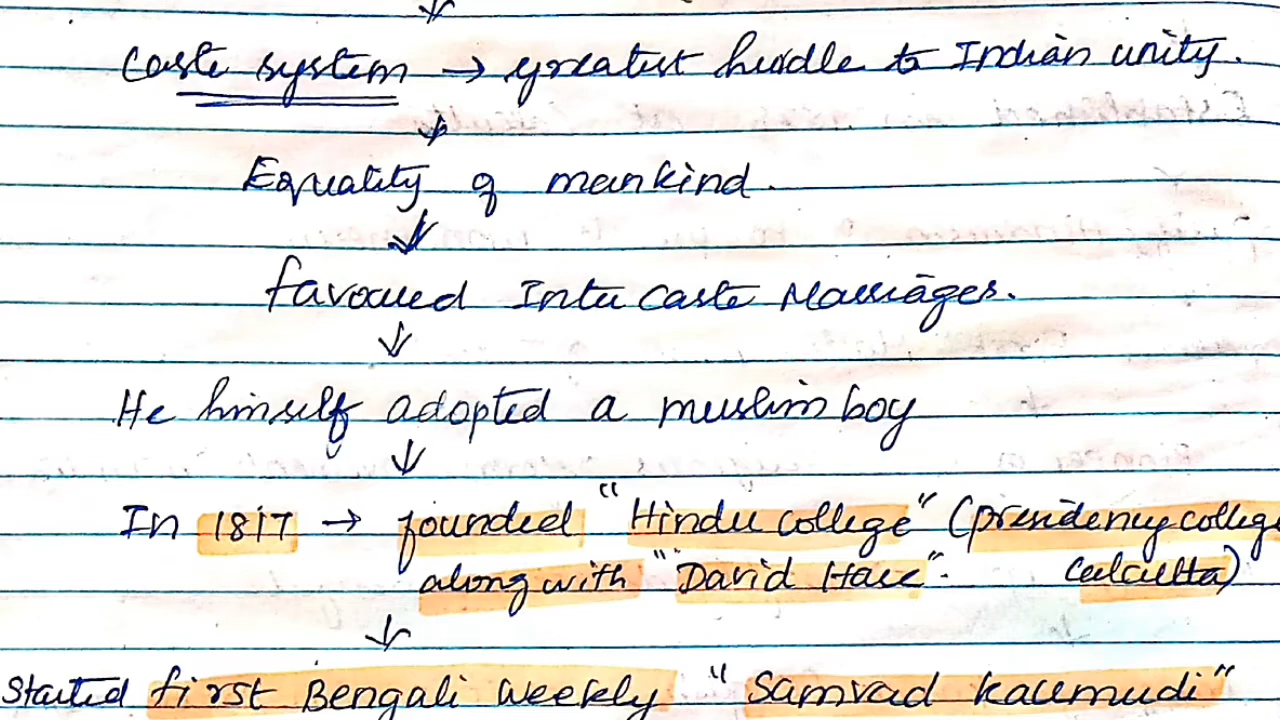 Caste system → greatest hurdle to Indian unity.
Equality of mankind.
favoured Inter Caste Marriages.
He himself adopted a muslim boy
In 1817 → founded "Hindu college" (presidency college
along with "David Hare". Calcutta)
Started first Bengali weekly "Samvad kaumudi"